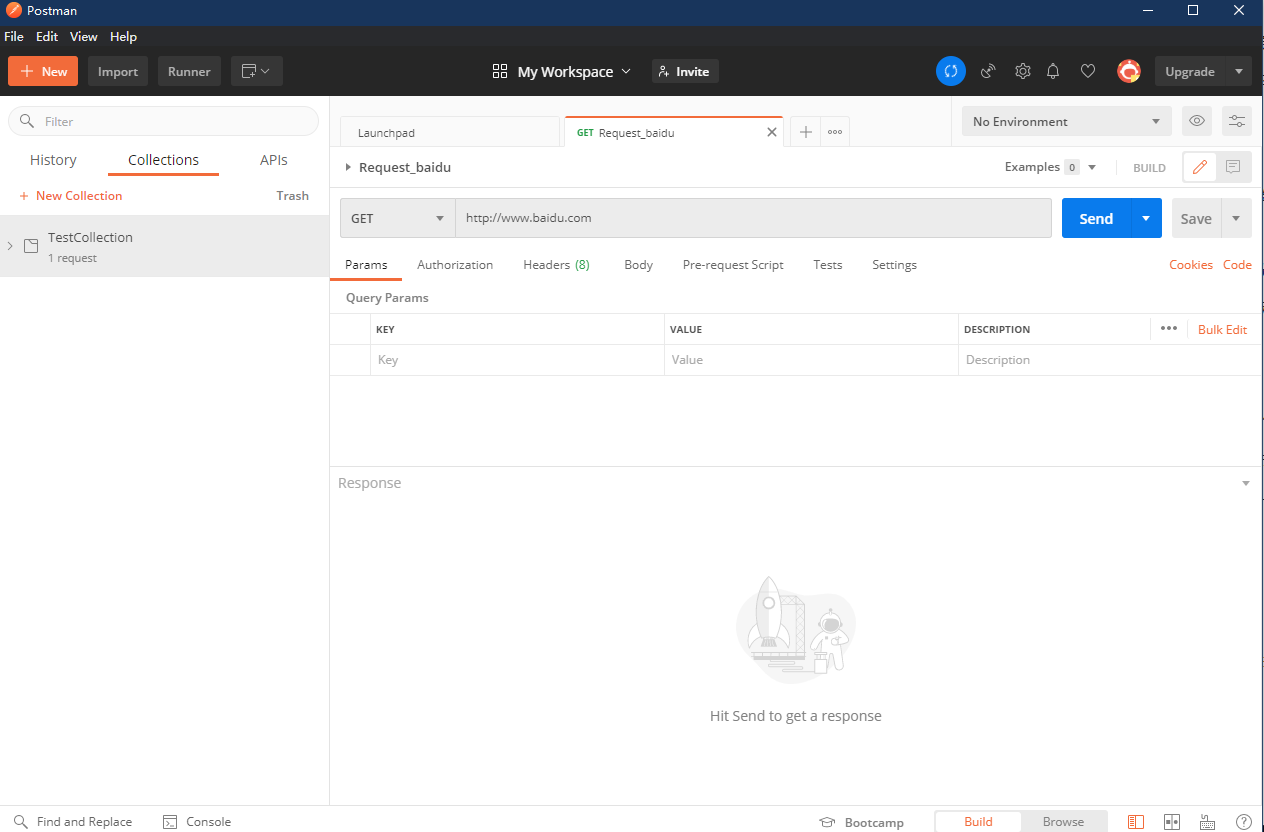 Postman
File Edit View Help
New Import Runner My Workspace Invite Upgrade
Filter
History Collections APIs
+ New Collection Trash
TestCollection
1 request
Launchpad GET Request_baidu No Environment
Request_baidu Examples 0 BUILD
GET http://www.baidu.com Send Save
Params Authorization Headers (8) Body Pre-request Script Tests Settings Cookies Code
Query Params
KEY VALUE DESCRIPTION ••• Bulk Edit
Key Value Description
Response
Hit Send to get a response
Find and Replace Console Bootcamp Build Browse